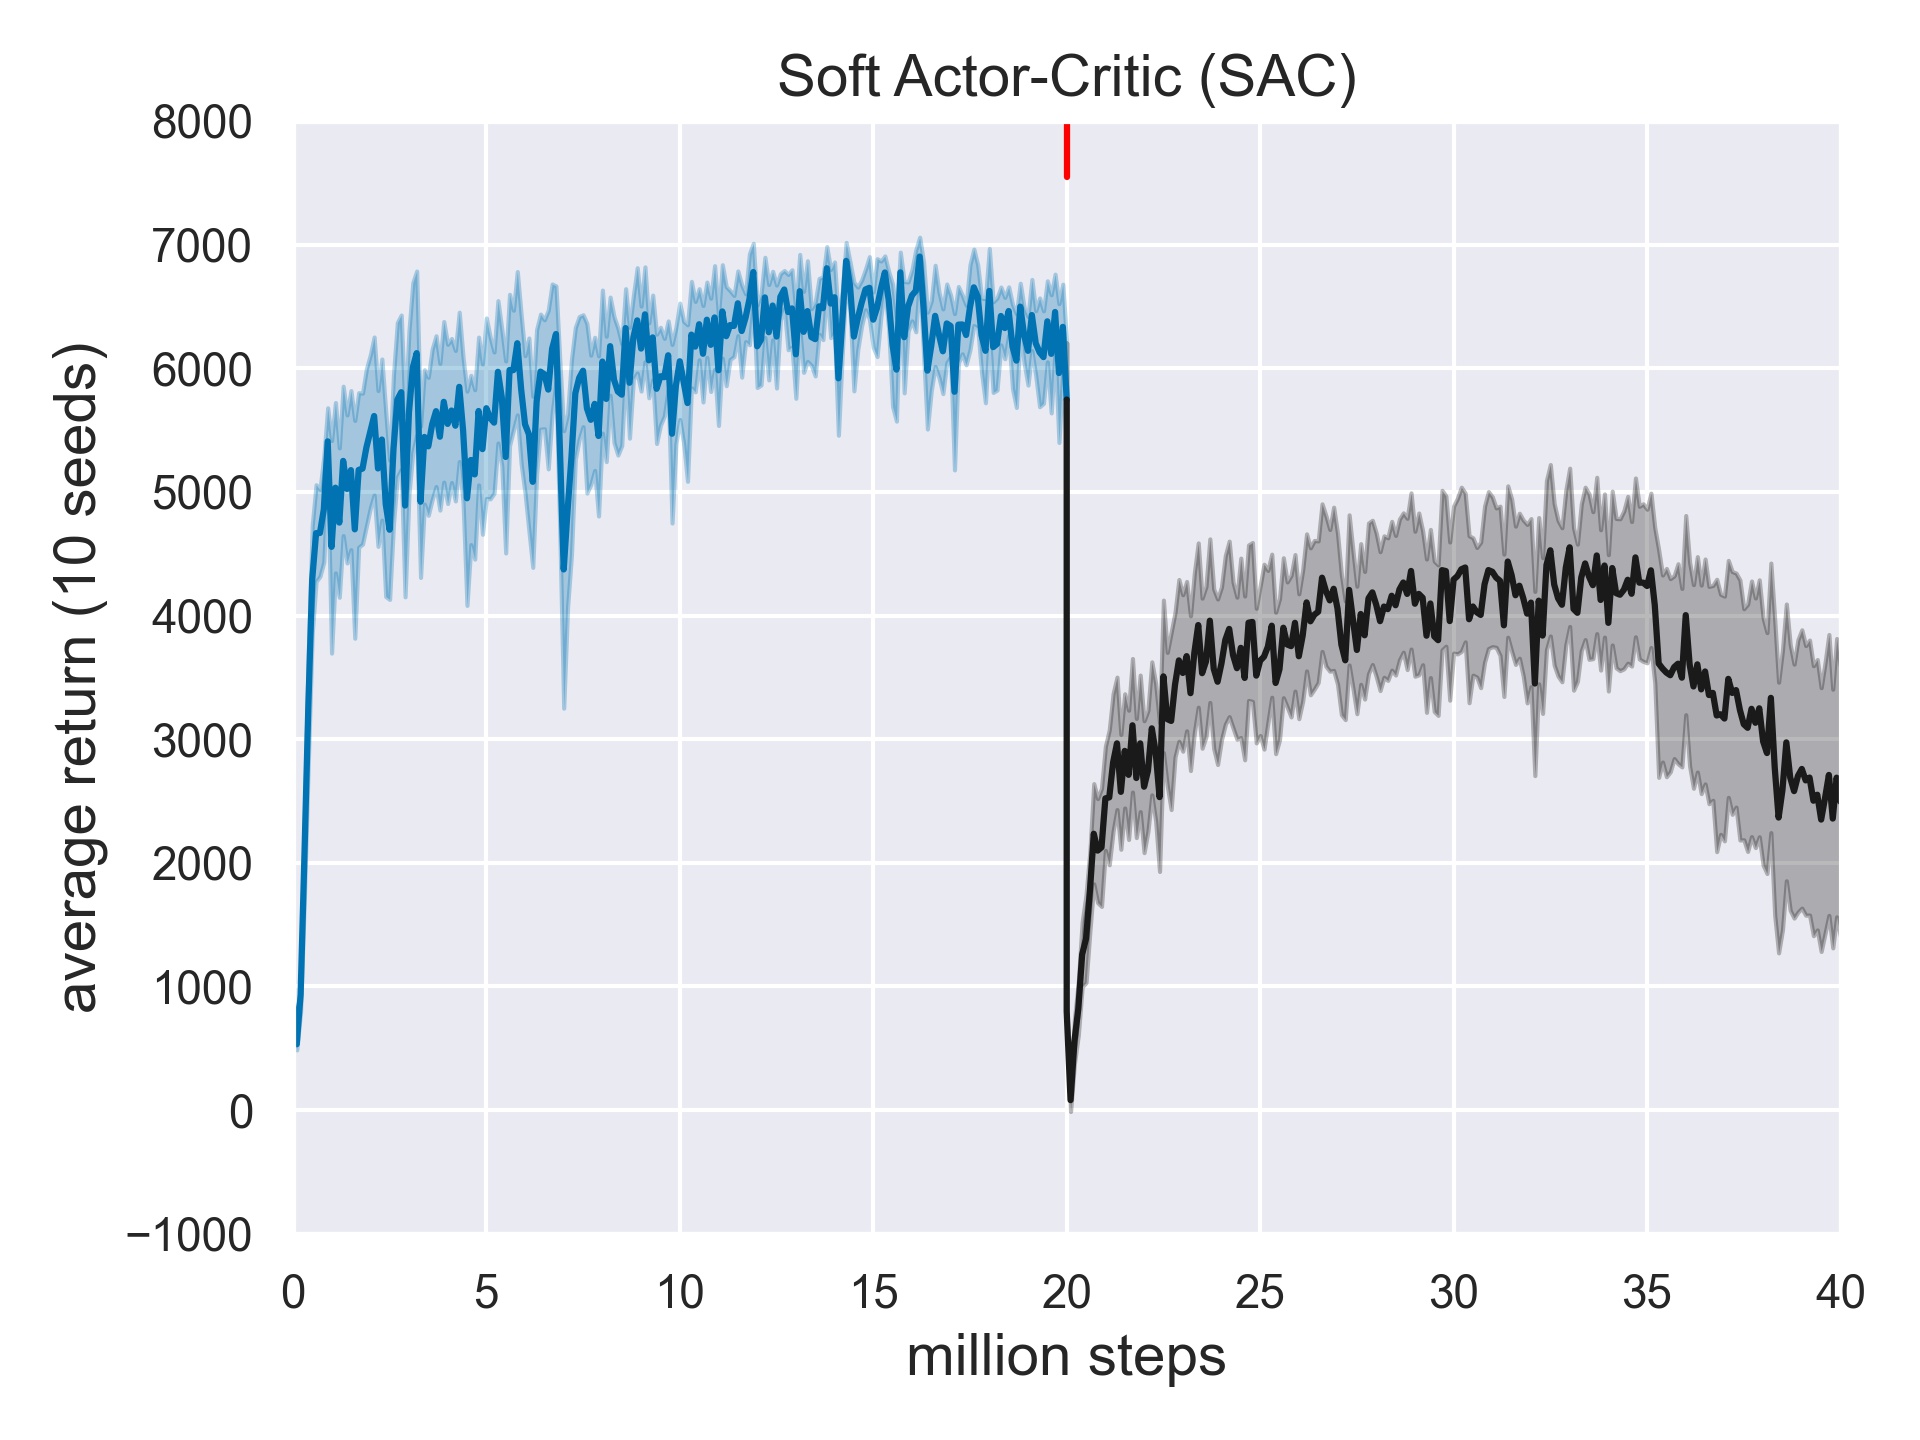 Soft Actor-Critic (SAC)
8000
7000
6000
5000
4000
3000
2000
1000
0
−1000
average return (10 seeds)
0 5 10 15 20 25 30 35 40
million steps